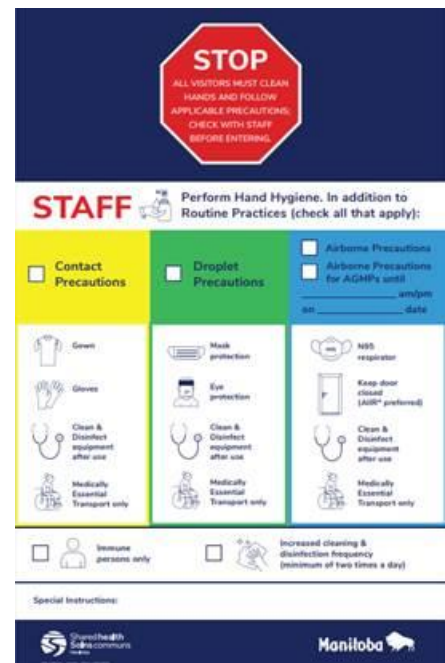 STOP
ALL VISITORS MUST CLEAN
HANDS AND FOLLOW
APPLICABLE PRECAUTIONS;
CHECK WITH STAFF
BEFORE ENTERING.
STAFF
Perform Hand Hygiene. In addition to
Routine Practices (check all that apply):
Contact
Precautions
Droplet
Precautions
Airborne Precautions
Airborne Precautions
for AGMPs until
am/pm
on date
Gown
Gloves
Clean &
Disinfect
equipment
after use
Medically
Essential
Transport only
Mask
protection
Eye
protection
Clean &
Disinfect
equipment
after use
Medically
Essential
Transport only
N95
respirator
Keep door
closed
(AIIR* preferred)
Clean &
Disinfect
equipment
after use
Medically
Essential
Transport only
Immune
persons only
Increased cleaning &
disinfection frequency
(minimum of two times a day)
Special Instructions:
Shared health
Soins communs
Manitoba